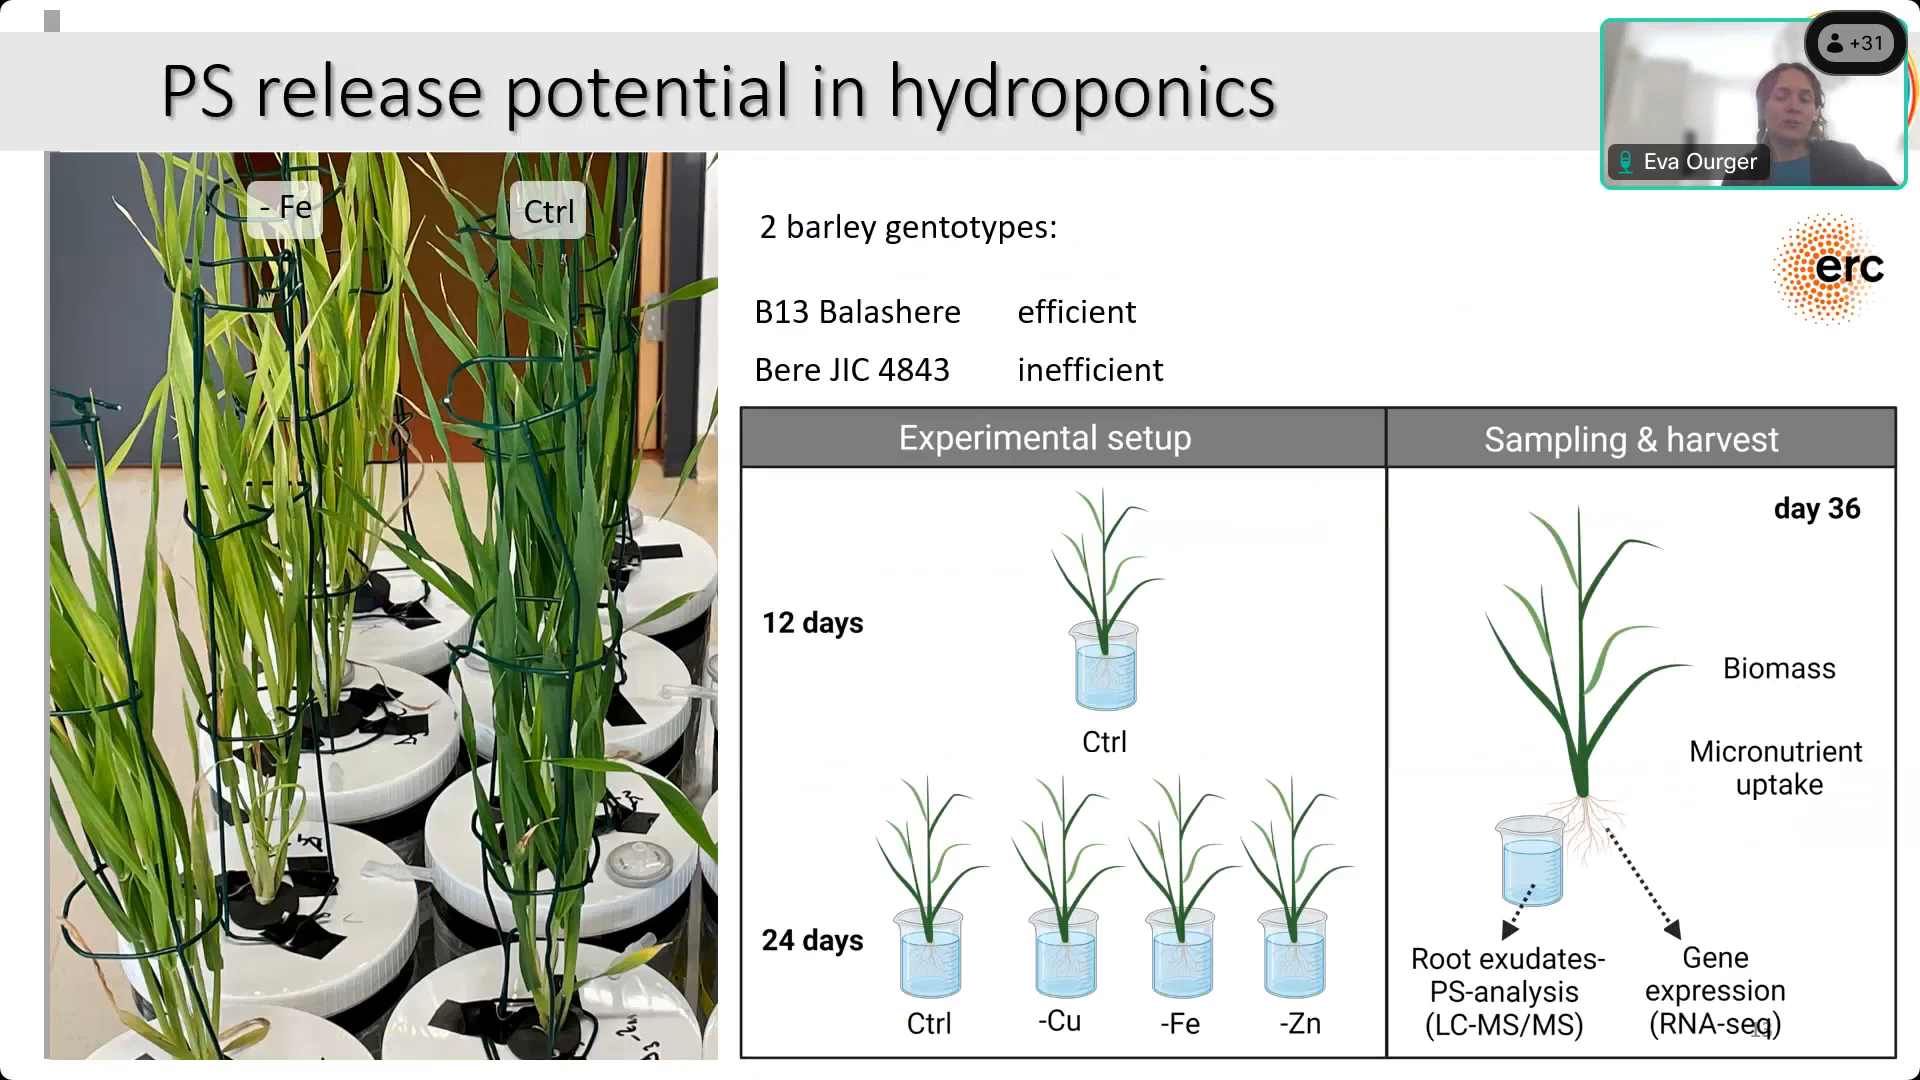 PS release potential in hydroponics
+31
Eva Ourger
- Fe
Ctrl
2 barley gentotypes:
erc
B13 Balashere efficient
Bere JIC 4843 inefficient
Experimental setup
Sampling & harvest
12 days
Ctrl
24 days
Ctrl
-Cu
-Fe
-Zn
day 36
Biomass
Micronutrient
uptake
Root exudates-
PS-analysis
(LC-MS/MS)
Gene
expression
(RNA-seq)